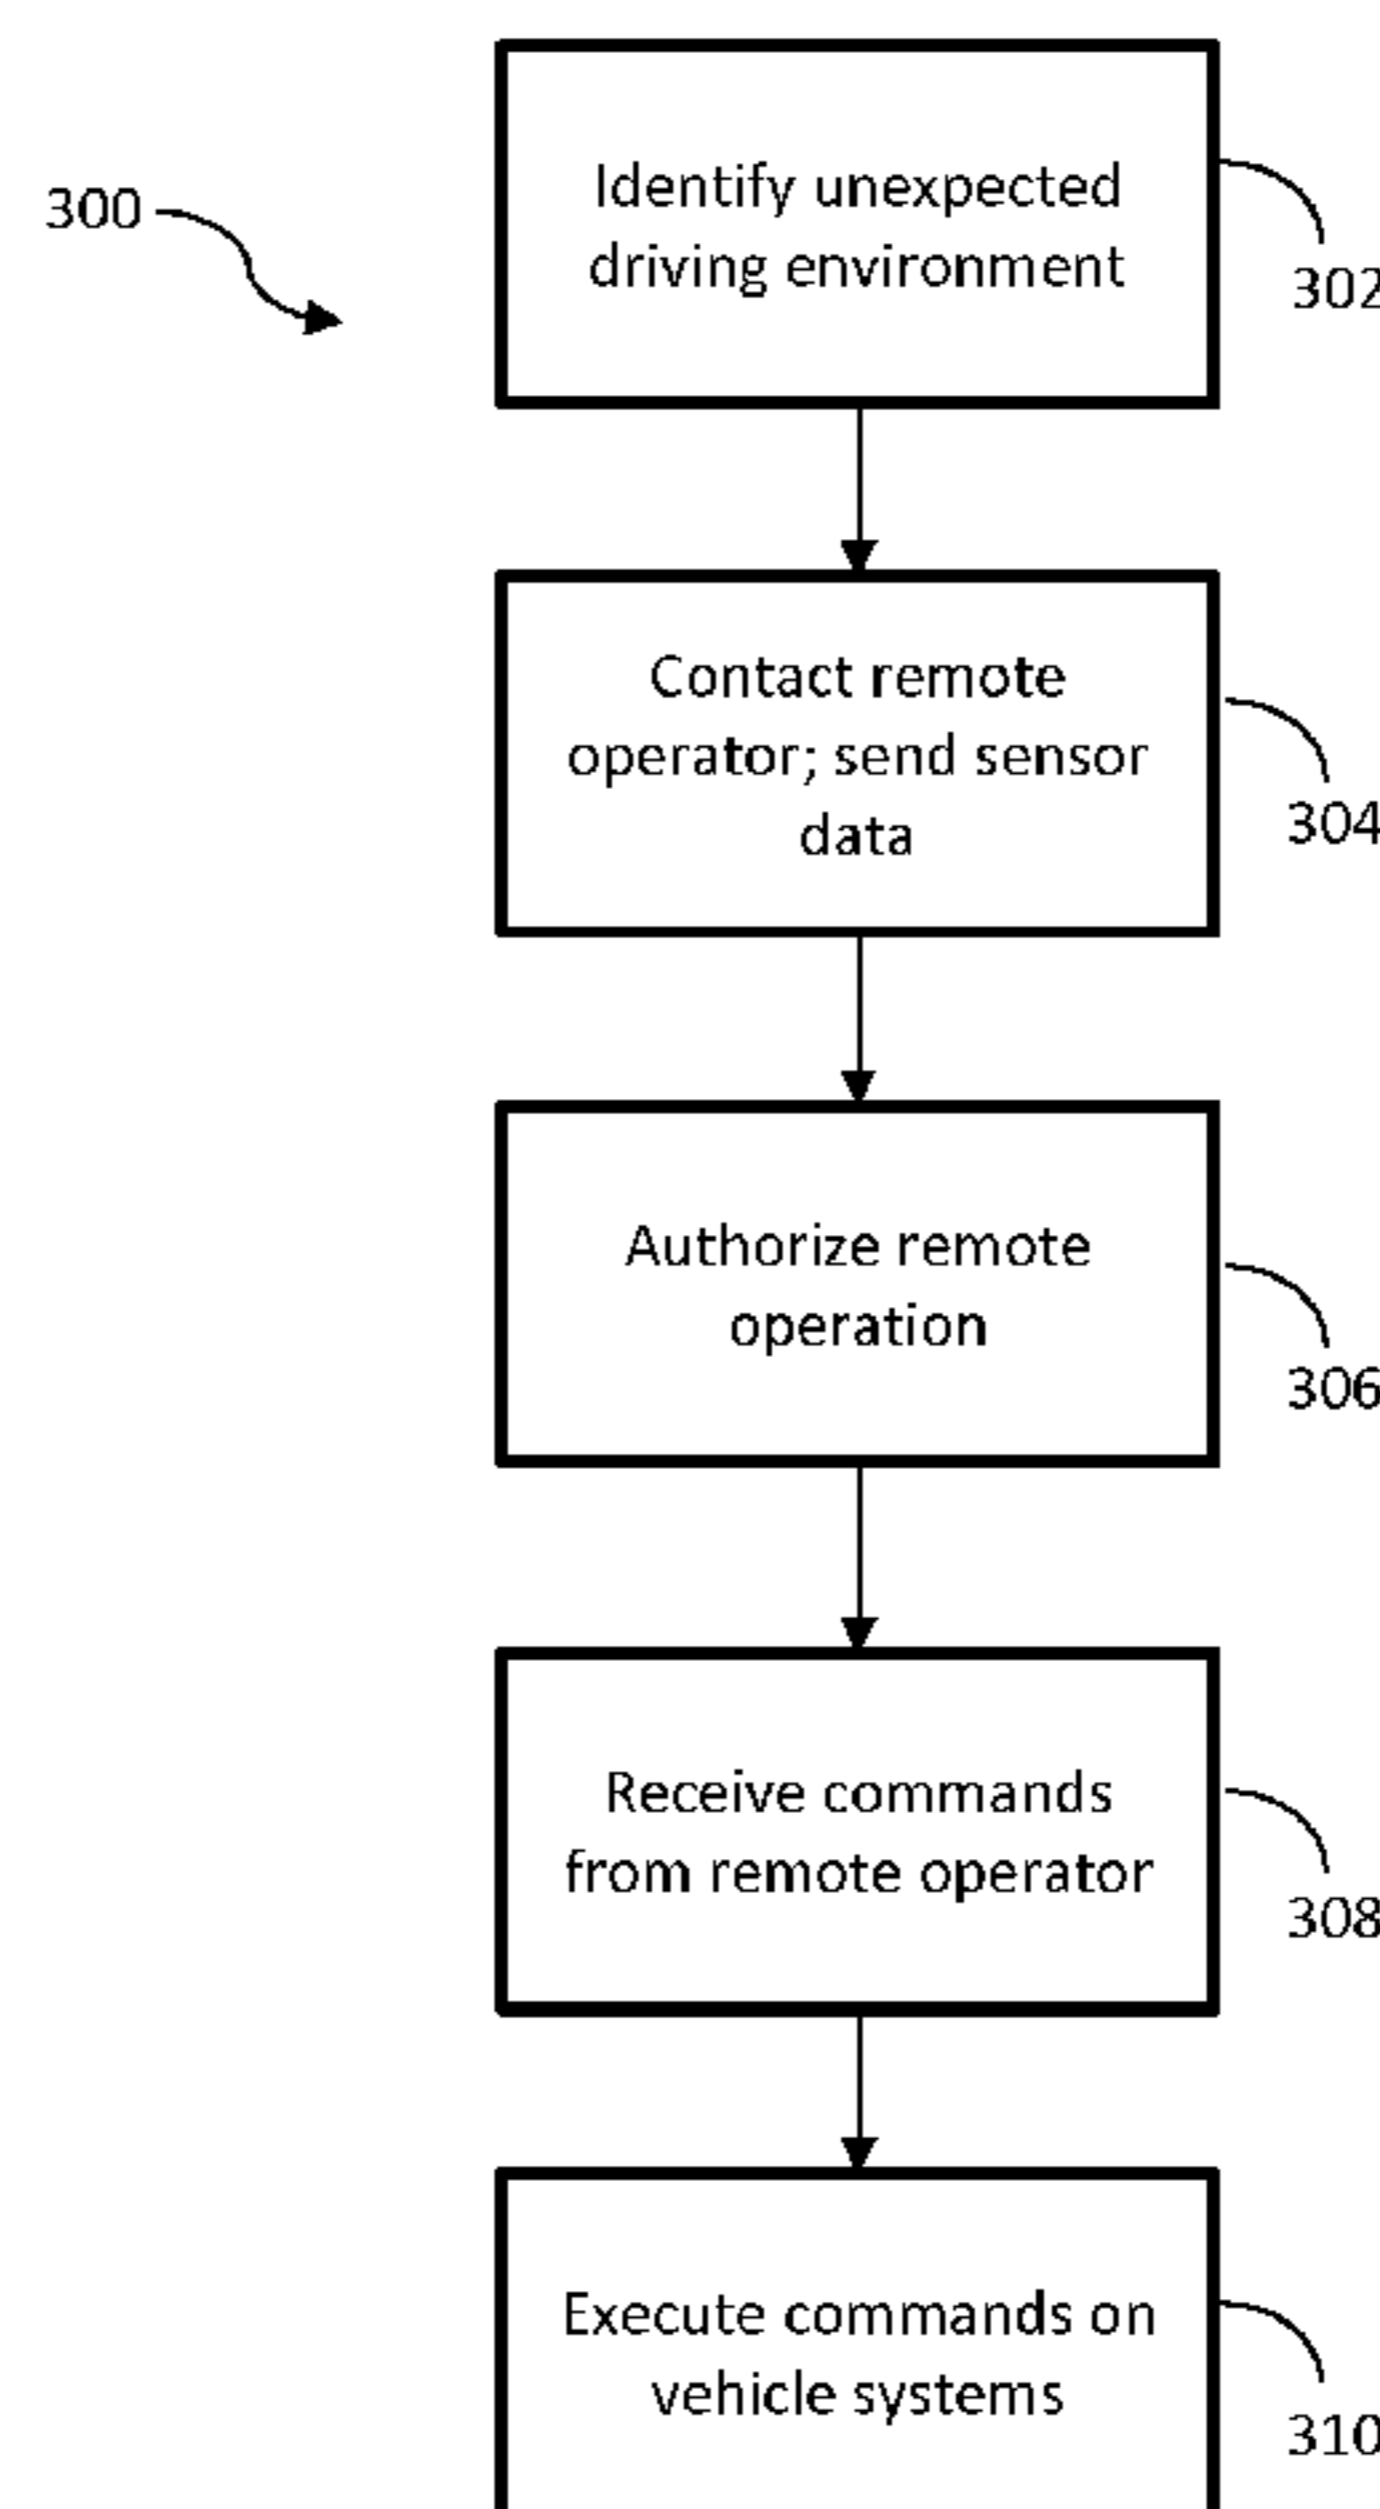 300
Identify unexpected
driving environment
302
Contact remote
operator; send sensor
data
304
Authorize remote
operation
306
Receive commands
from remote operator
308
Execute commands on
vehicle systems
310